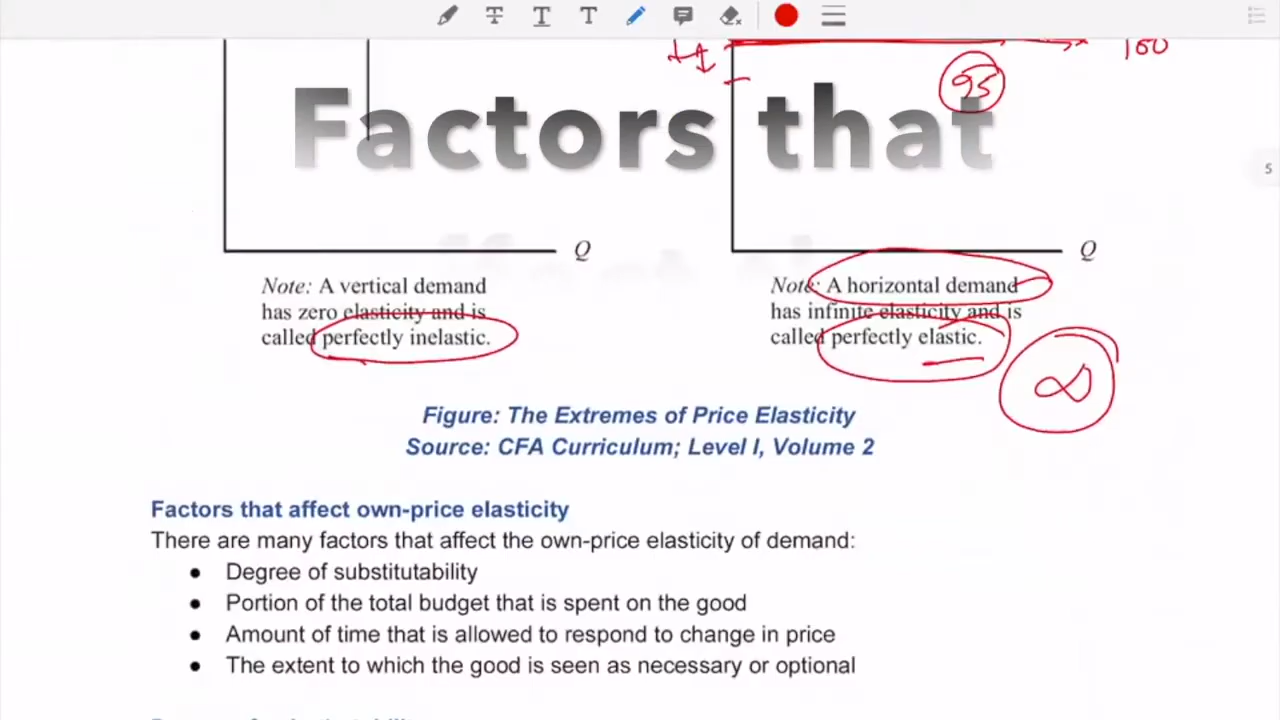 100
95
Factors that
5
Q
Q
Note: A vertical demand
has zero elasticity and is
called perfectly inelastic.
Note: A horizontal demand
has infinite elasticity and is
called perfectly elastic.
∞
Figure: The Extremes of Price Elasticity
Source: CFA Curriculum; Level I, Volume 2
Factors that affect own-price elasticity
There are many factors that affect the own-price elasticity of demand:
● Degree of substitutability
● Portion of the total budget that is spent on the good
● Amount of time that is allowed to respond to change in price
● The extent to which the good is seen as necessary or optional